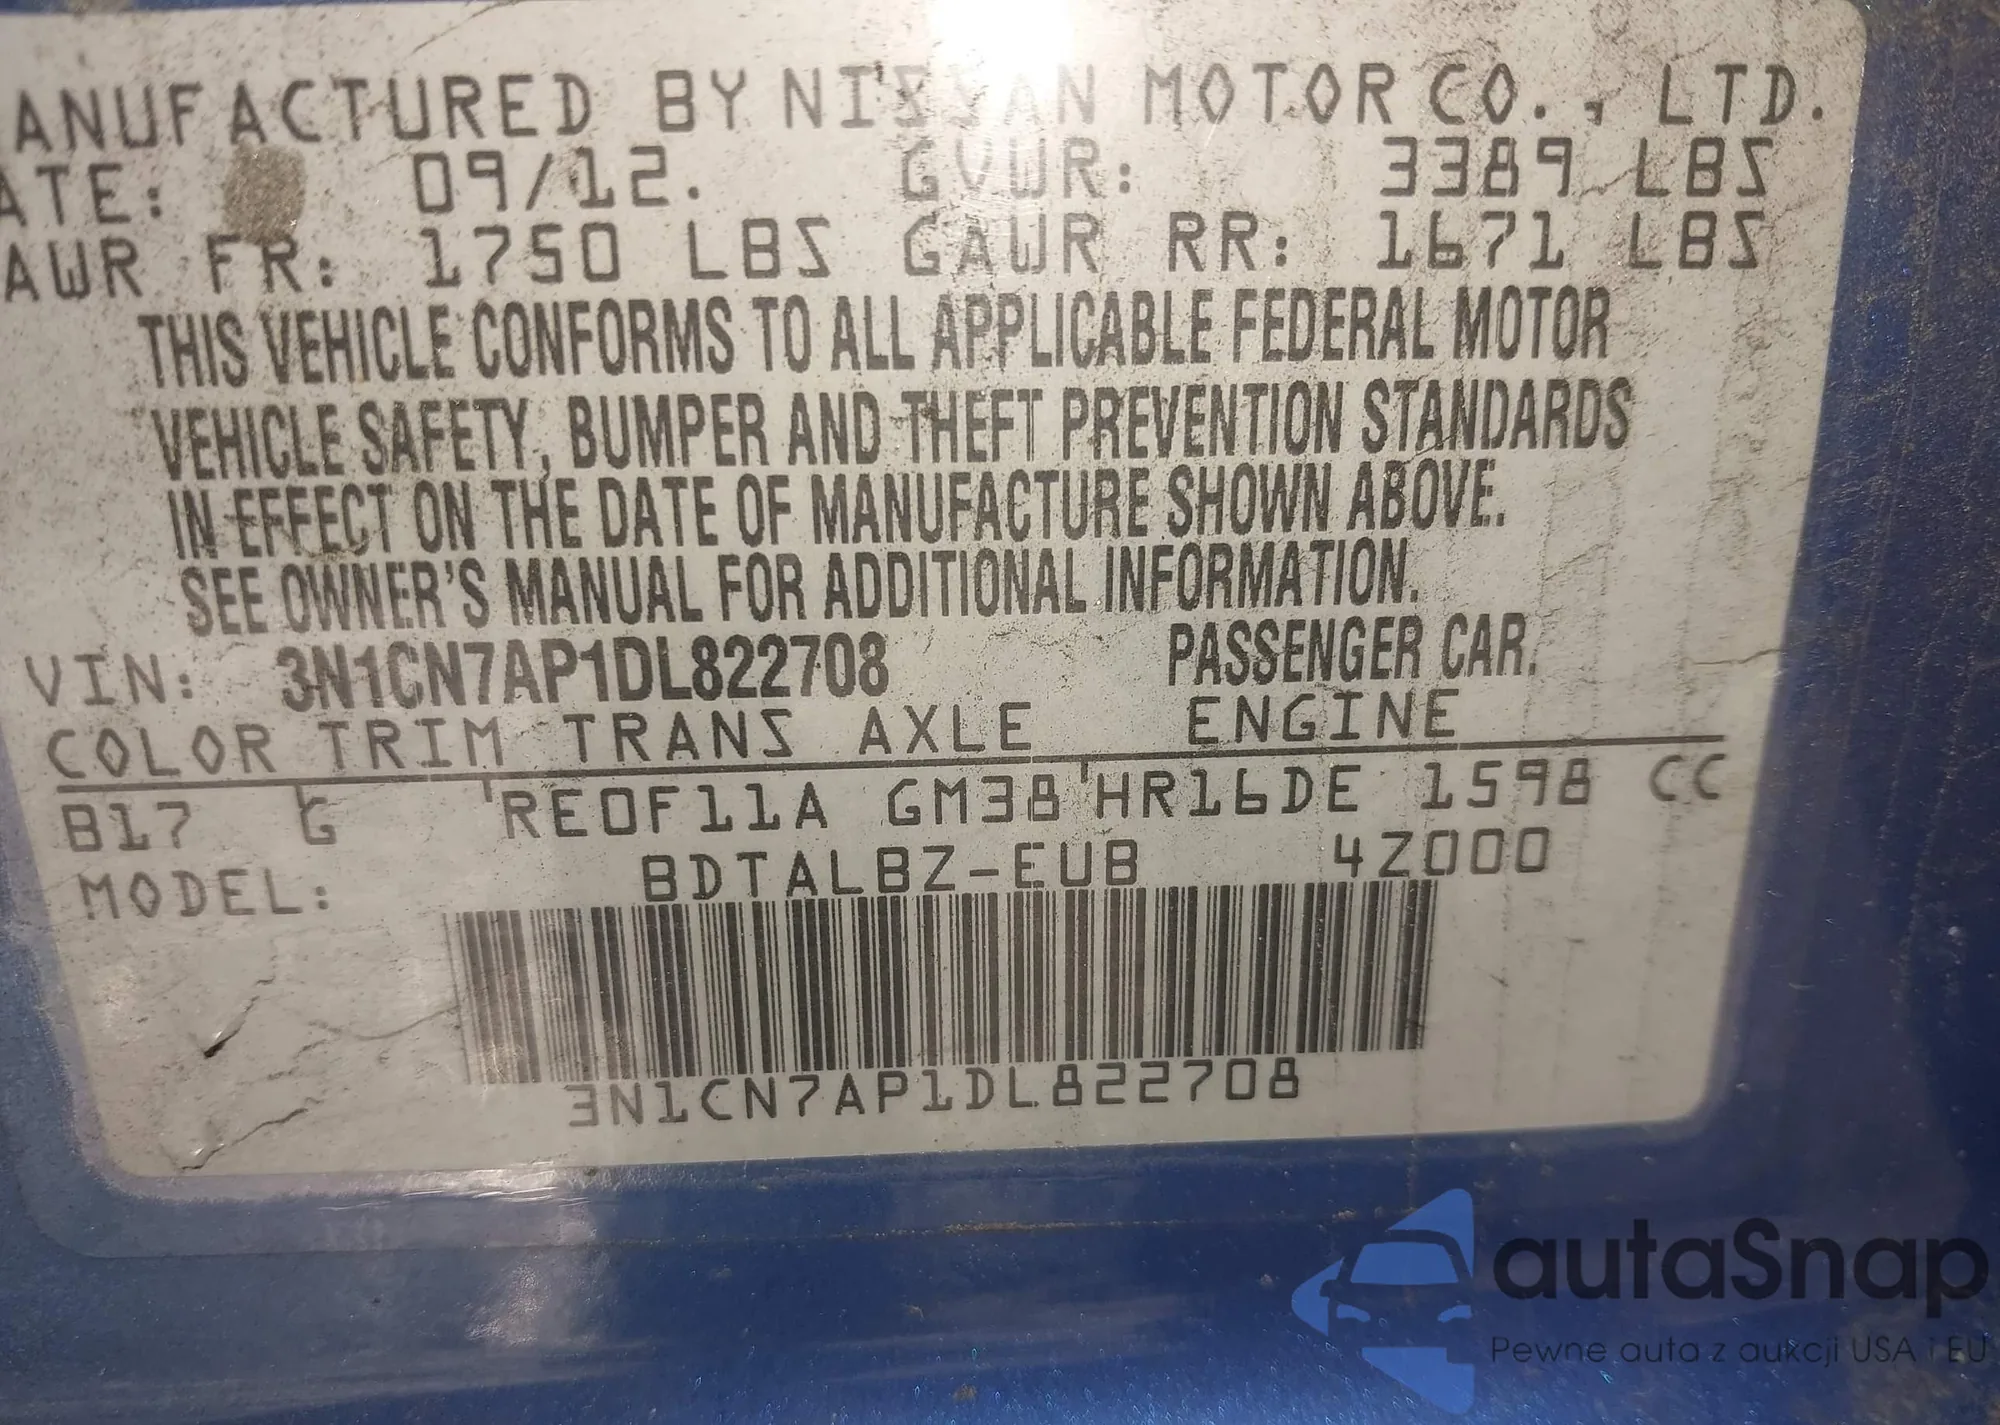 ANUFACTURED BY NISSAN MOTOR CO., LTD.
ATE: 09/12. GVWR: 3389 LBS
AWR FR: 1750 LBS GAWR RR: 1671 LBS
THIS VEHICLE CONFORMS TO ALL APPLICABLE FEDERAL MOTOR
VEHICLE SAFETY, BUMPER AND THEFT PREVENTION STANDARDS
IN EFFECT ON THE DATE OF MANUFACTURE SHOWN ABOVE.
SEE OWNER'S MANUAL FOR ADDITIONAL INFORMATION.
VIN: 3N1CN7AP1DL822708 PASSENGER CAR.
COLOR TRIM TRANS AXLE ENGINE
B17 G 'RE0F11A GM38'HR16DE 1598 CC
MODEL: BDTALBZ-EUB 4Z000
3N1CN7AP1DL822708
autaSnap
Pewne auta z aukcji USA i EU